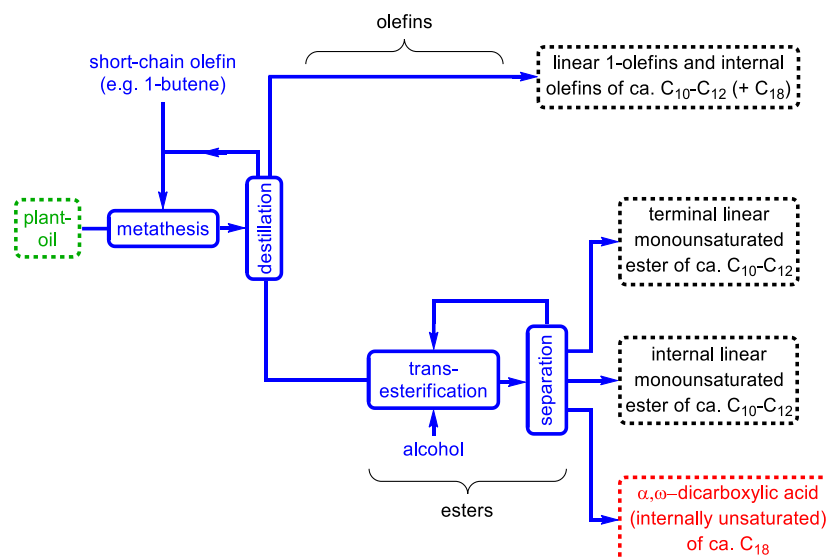 olefins
short-chain olefin
(e.g. 1-butene)
linear 1-olefins and internal
olefins of ca. C₁₀-C₁₂ (+ C₁₈)
plant-
oil
metathesis
destillation
terminal linear
monounsaturated
ester of ca. C₁₀-C₁₂
trans-
esterification
separation
internal linear
monounsaturated
ester of ca. C₁₀-C₁₂
alcohol
esters
α,ω–dicarboxylic acid
(internally unsaturated)
of ca. C₁₈